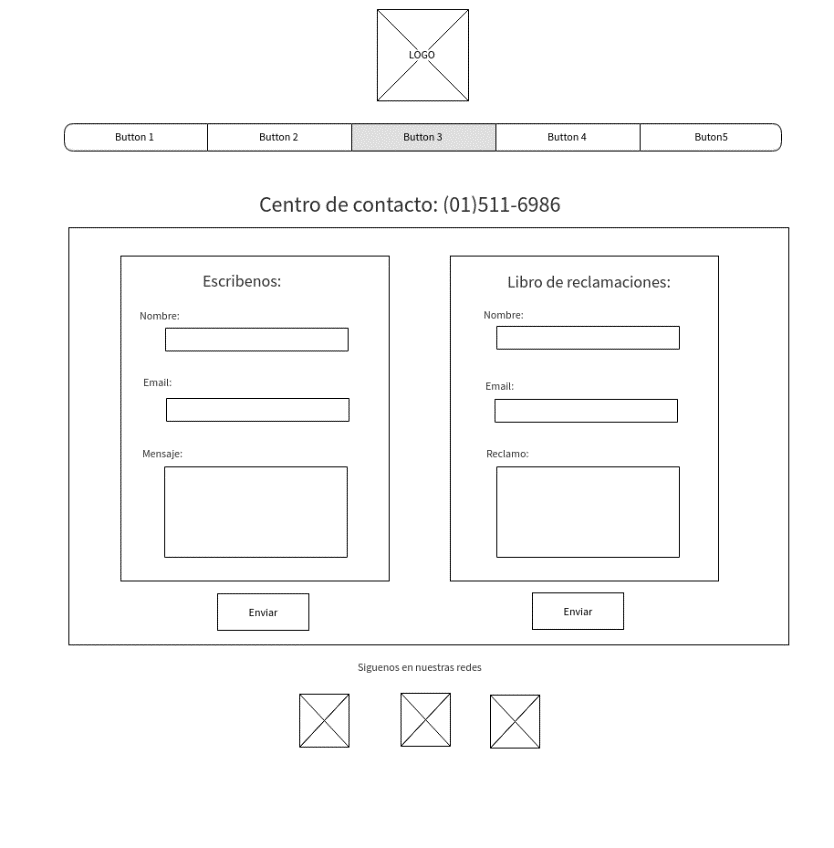 LOGO
Button 1
Button 2
Button 3
Button 4
Buton5
Centro de contacto: (01)511-6986
Escribenos:
Nombre:
Email:
Mensaje:
Enviar
Libro de reclamaciones:
Nombre:
Email:
Reclamo:
Enviar
Siguenos en nuestras redes